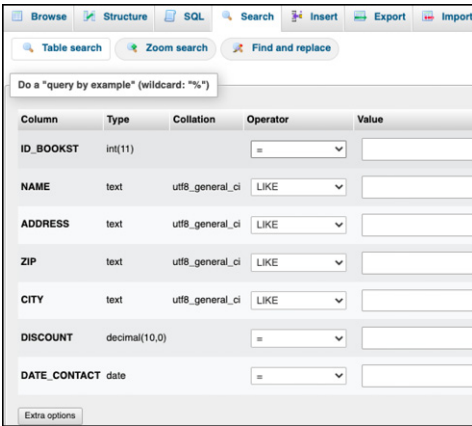 Browse Structure SQL Search Insert Export Import
Table search Zoom search Find and replace
Do a "query by example" (wildcard: "%")
Column Type Collation Operator Value
ID_BOOKST int(11) =
NAME text utf8_general_ci LIKE
ADDRESS text utf8_general_ci LIKE
ZIP text utf8_general_ci LIKE
CITY text utf8_general_ci LIKE
DISCOUNT decimal(10,0) =
DATE_CONTACT date =
Extra options